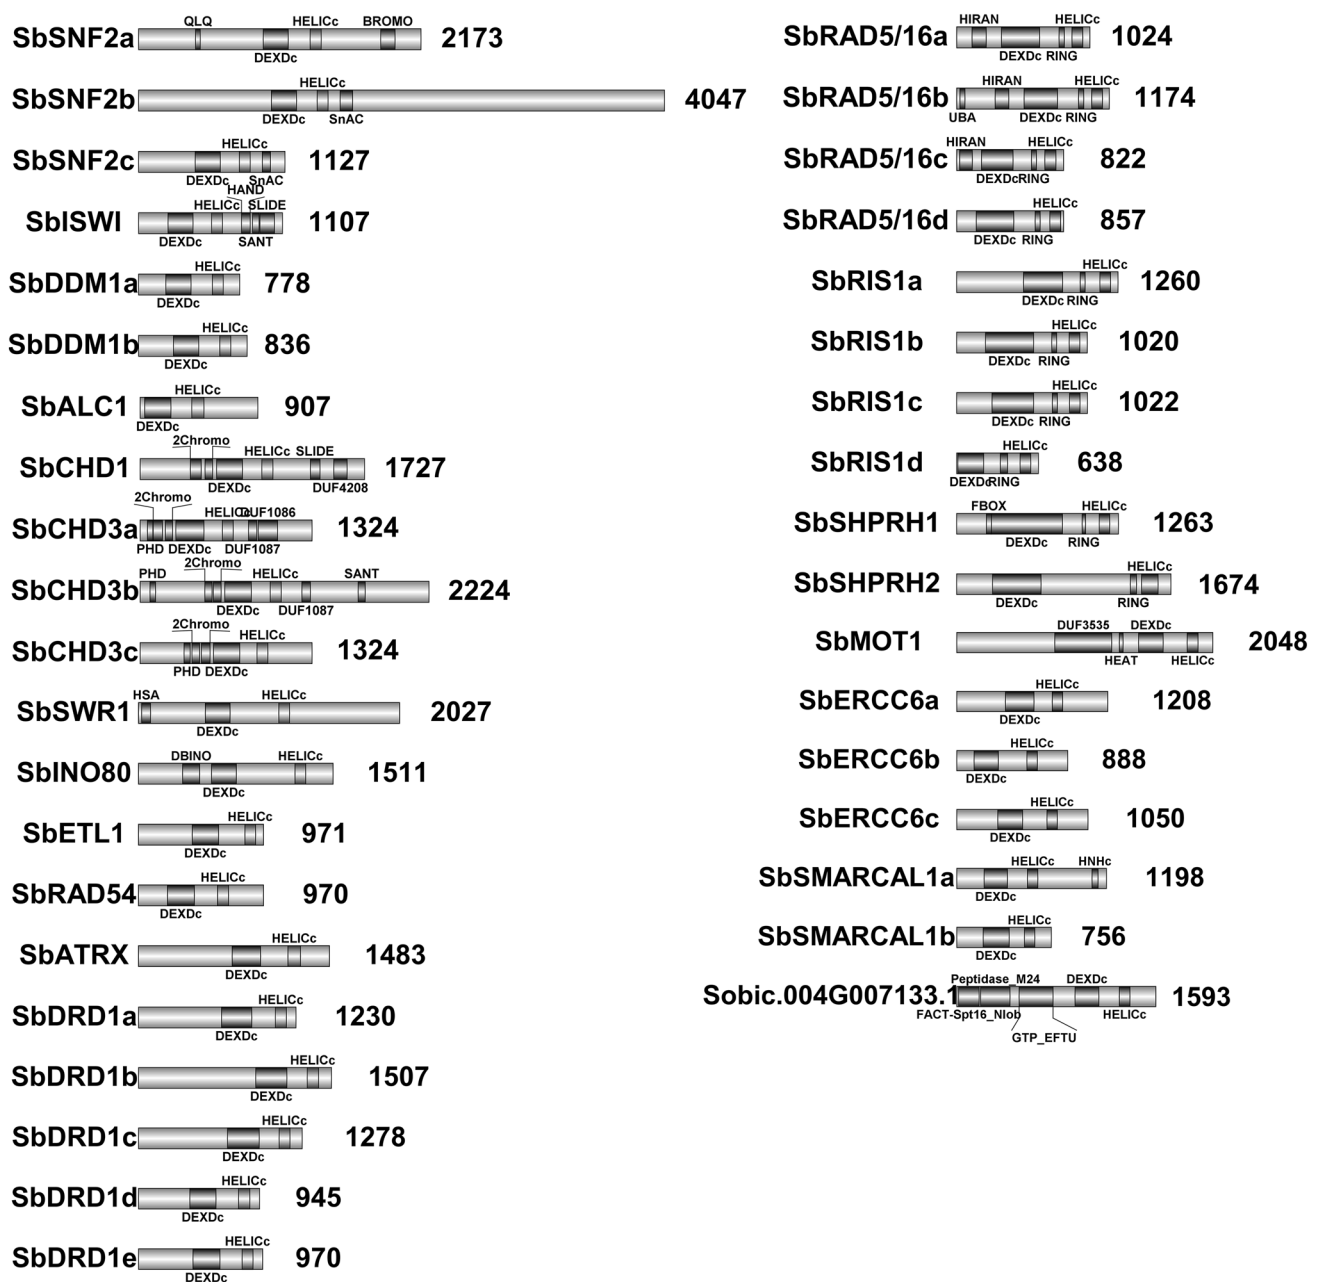 QLQ HELICc BROMO
SbSNF2a 2173
DEXDc
HELICc
SbSNF2b 4047
DEXDc SnAC
HELICc
SbSNF2c 1127
DEXDc SnAC
HAND
HELICc SLIDE
SbISWI 1107
DEXDc SANT
HELICc
SbDDM1a 778
DEXDc
HELICc
SbDDM1b 836
DEXDc
HELICc
SbALC1 907
DEXDc
2Chromo
HELICc SLIDE
SbCHD1 1727
DEXDc DUF4208
2Chromo
HELICc DUF1086
SbCHD3a 1324
PHD DEXDc DUF1087
2Chromo
PHD HELICc SANT
SbCHD3b 2224
DEXDc DUF1087
2Chromo
HELICc
SbCHD3c 1324
PHD DEXDc
HSA HELICc
SbSWR1 2027
DEXDc
DBINO HELICc
SbINO80 1511
DEXDc
HELICc
SbETL1 971
DEXDc
HELICc
SbRAD54 970
DEXDc
HELICc
SbATRX 1483
DEXDc
HELICc
SbDRD1a 1230
DEXDc
HELICc
SbDRD1b 1507
DEXDc
HELICc
SbDRD1c 1278
DEXDc
HELICc
SbDRD1d 945
DEXDc
HELICc
SbDRD1e 970
DEXDc
HIRAN HELICc
SbRAD5/16a 1024
DEXDc RING
HIRAN HELICc
SbRAD5/16b 1174
UBA DEXDc RING
HIRAN HELICc
SbRAD5/16c 822
DEXDc RING
HELICc
SbRAD5/16d 857
DEXDc RING
HELICc
SbRIS1a 1260
DEXDc RING
HELICc
SbRIS1b 1020
DEXDc RING
HELICc
SbRIS1c 1022
DEXDc RING
HELICc
SbRIS1d 638
DEXDc RING
FBOX HELICc
SbSHPRH1 1263
DEXDc RING
HELICc
SbSHPRH2 1674
DEXDc RING
DUF3535 DEXDc
SbMOT1 2048
HEAT HELICc
HELICc
SbERCC6a 1208
DEXDc
HELICc
SbERCC6b 888
DEXDc
HELICc
SbERCC6c 1050
DEXDc
HELICc HNHc
SbSMARCAL1a 1198
DEXDc
HELICc
SbSMARCAL1b 756
DEXDc
Peptidase_M24 DEXDc
Sobic.004G007133.1 1593
FACT-Spt16_Nlob HELICc
GTP_EFTU